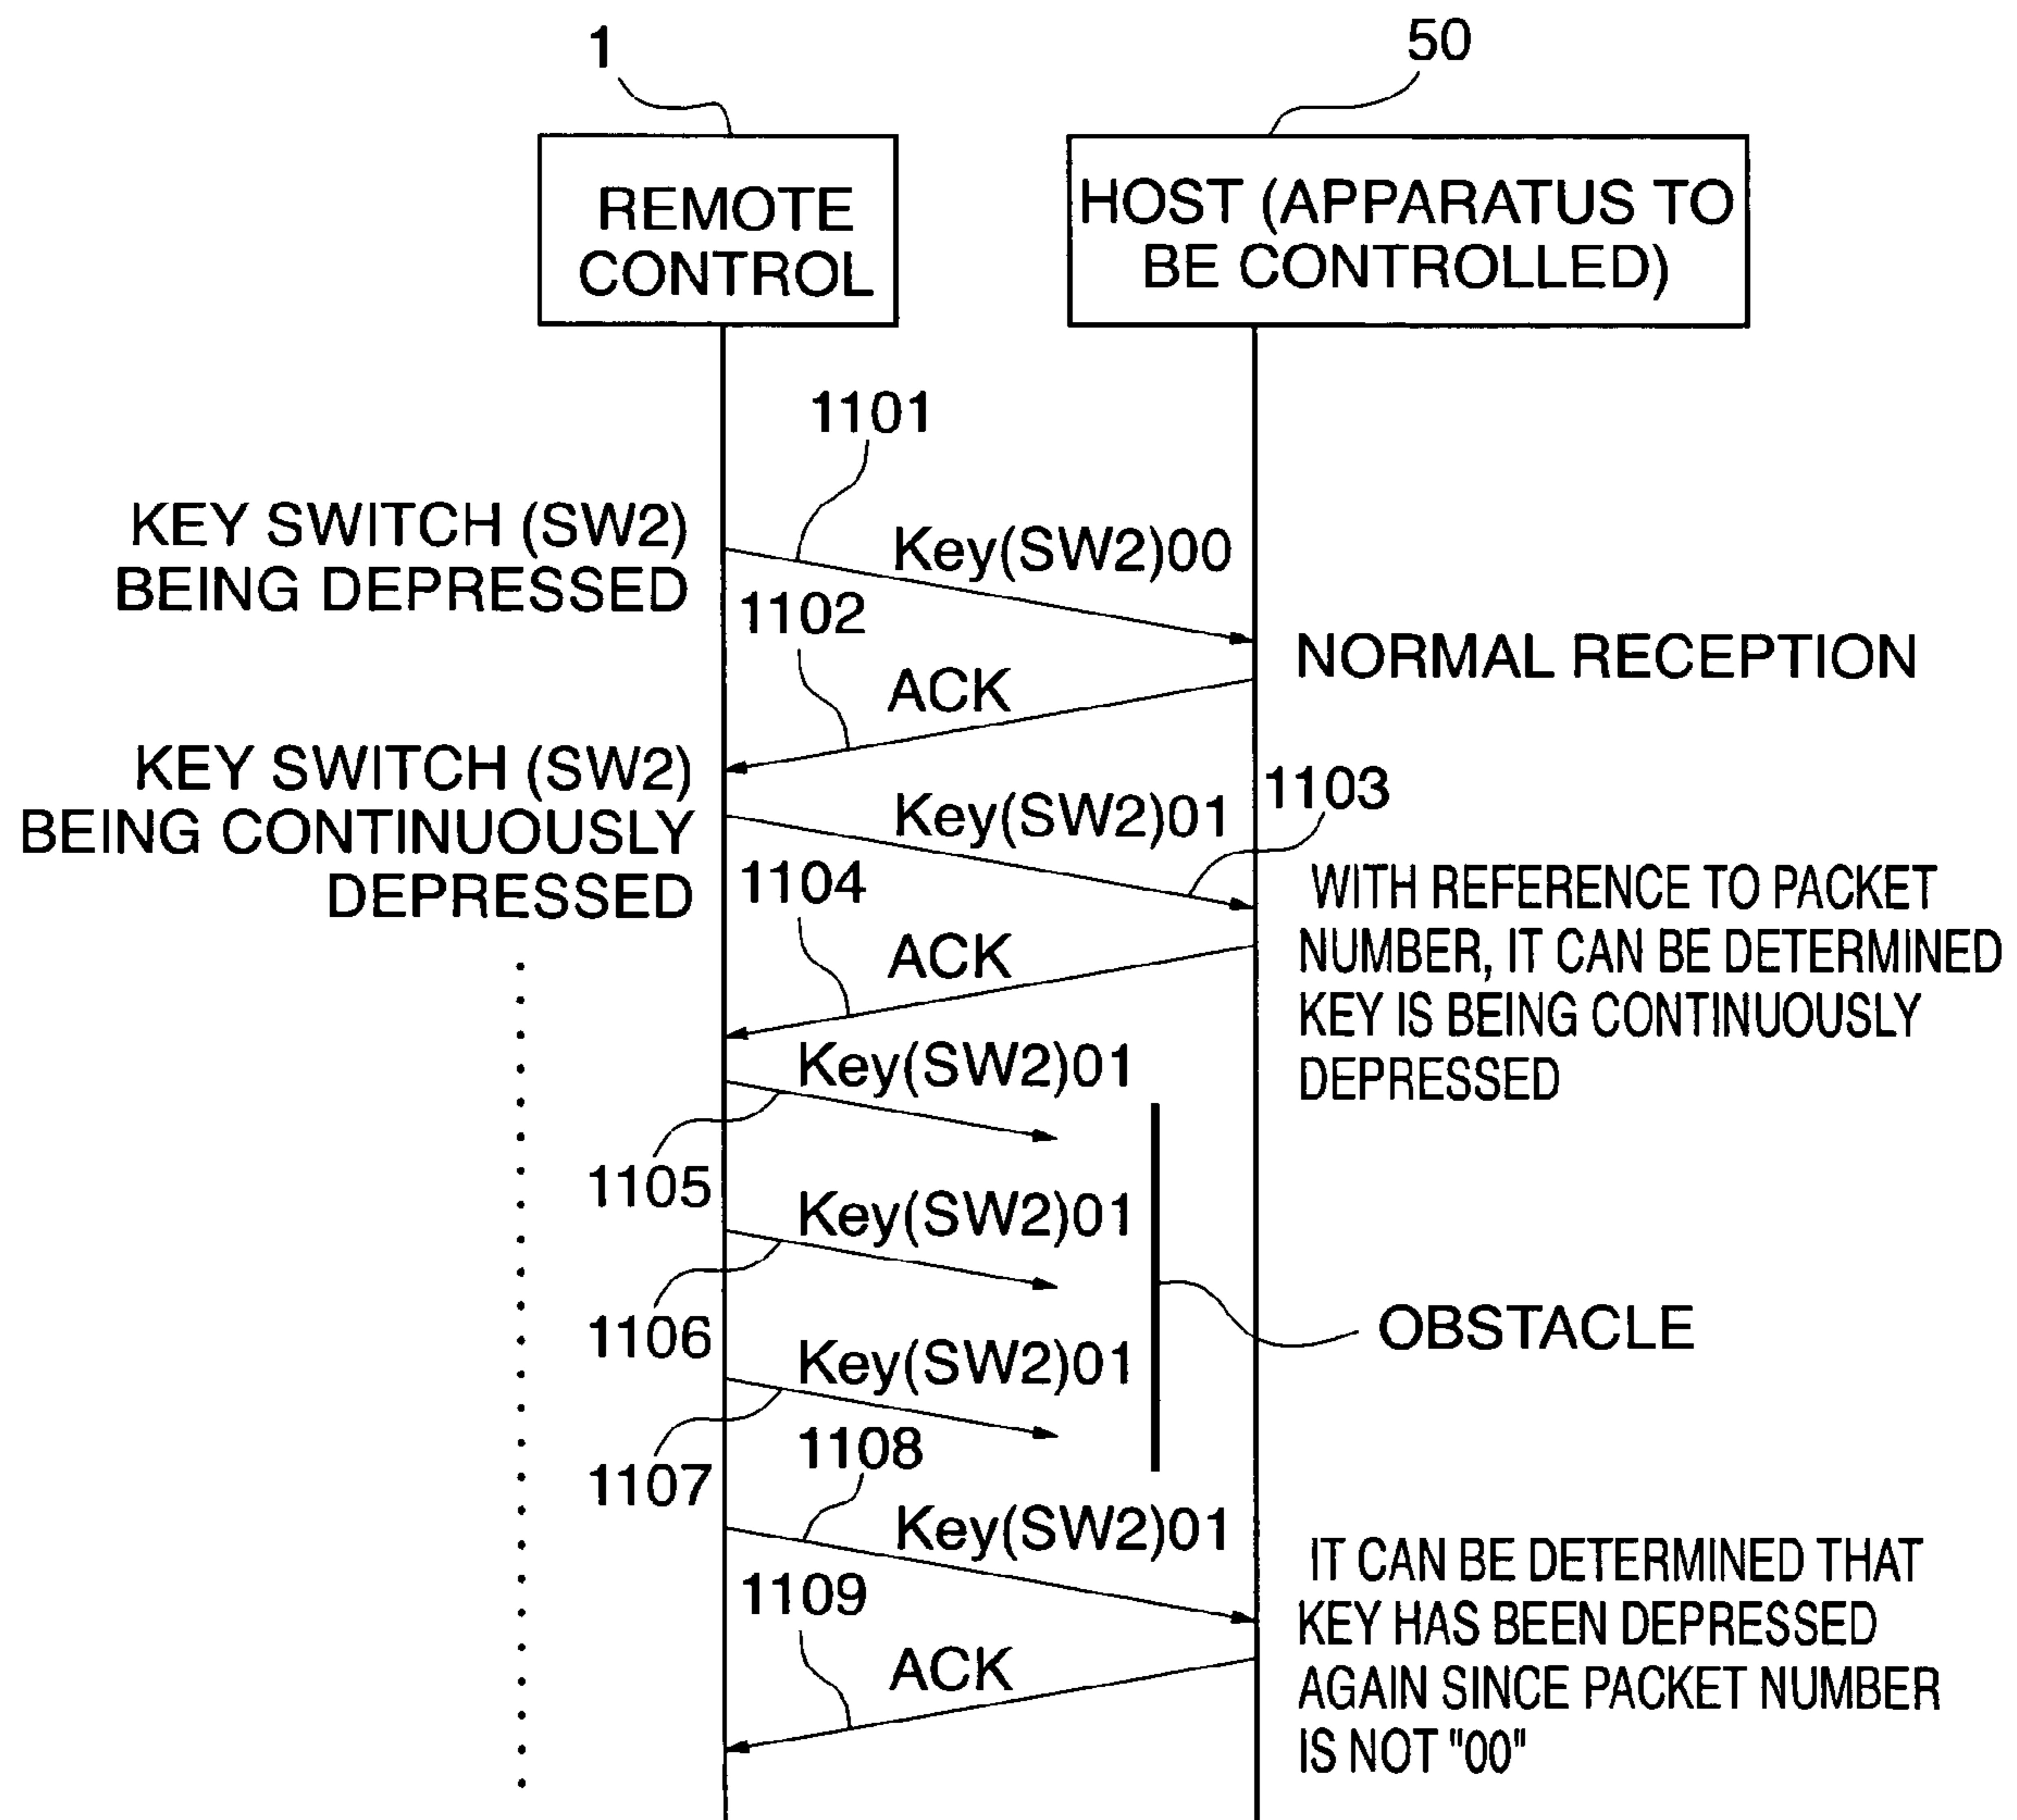 1
50
REMOTE
CONTROL
HOST (APPARATUS TO
BE CONTROLLED)
1101
KEY SWITCH (SW2)
BEING DEPRESSED
Key(SW2)00
1102
NORMAL RECEPTION
ACK
KEY SWITCH (SW2)
BEING CONTINUOUSLY
DEPRESSED
Key(SW2)01
1103
1104
WITH REFERENCE TO PACKET
NUMBER, IT CAN BE DETERMINED
KEY IS BEING CONTINUOUSLY
DEPRESSED
ACK
Key(SW2)01
1105
Key(SW2)01
1106
OBSTACLE
Key(SW2)01
1107
1108
Key(SW2)01
1109
IT CAN BE DETERMINED THAT
KEY HAS BEEN DEPRESSED
AGAIN SINCE PACKET NUMBER
IS NOT "00"
ACK